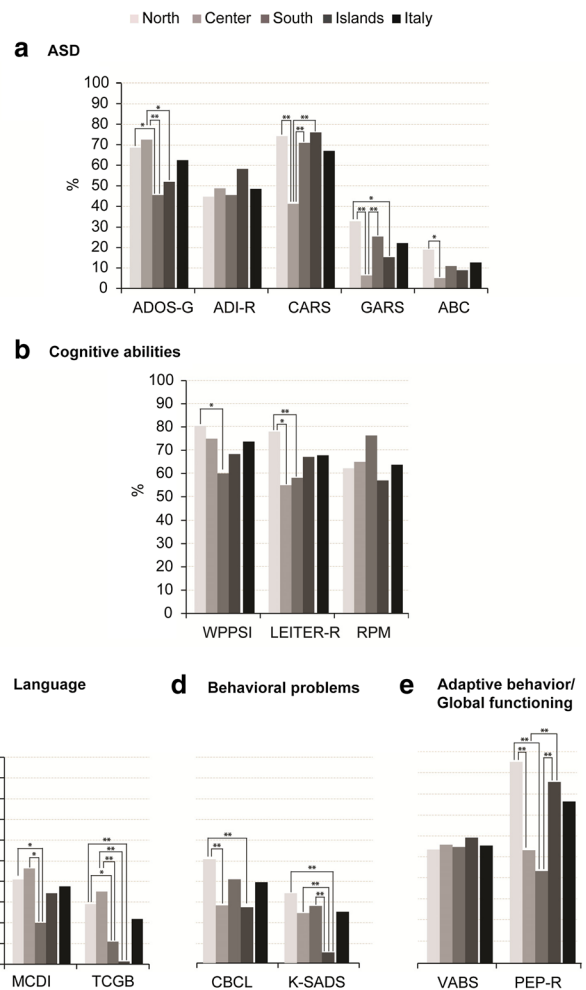 North Center South Islands Italy
a ASD
100
90
80
70
60
50
40
30
20
10
0
%
* ** *
** ** **
** ** *
*
ADOS-G ADI-R CARS GARS ABC
b Cognitive abilities
100
90
80
70
60
50
40
30
20
10
0
%
*
** *
WPPSI LEITER-R RPM
Language
d Behavioral problems
e Adaptive behavior/
Global functioning
* *
** ** ** *
** **
** ** **
** ** ** **
MCDI TCGB
CBCL K-SADS
VABS PEP-R